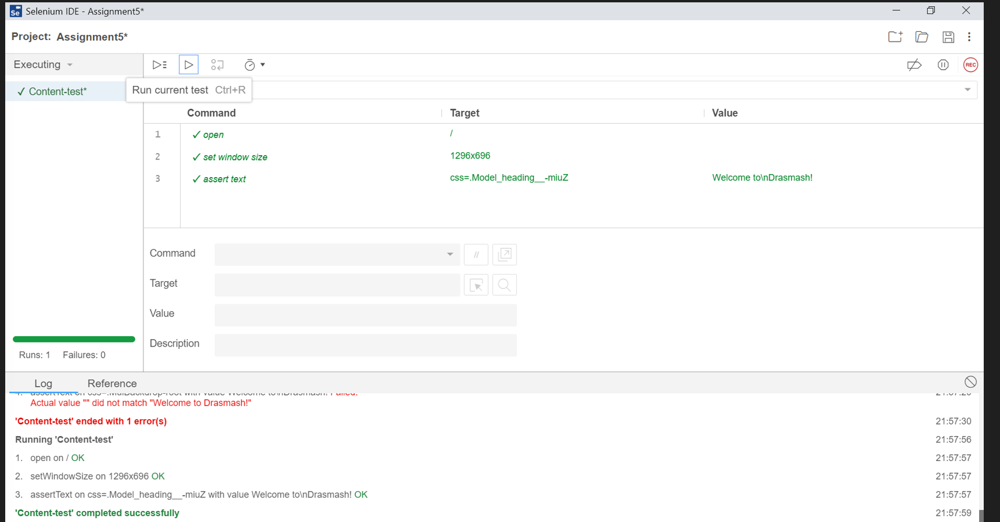 Selenium IDE - Assignment5*
Project: Assignment5*
Executing
REC
✓ Content-test*
Run current test Ctrl+R
Command Target Value
1 ✓ open /
2 ✓ set window size 1296x696
3 ✓ assert text css=.Model_heading__-miuZ Welcome to\nDrasmash!
Command //
Target
Value
Description
Runs: 1 Failures: 0
Log Reference
4. assertText on css=.MuiBackdrop-root with value Welcome to\nDrasmash! Failed:
Actual value "" did not match "Welcome to Drasmash!"
'Content-test' ended with 1 error(s) 21:57:30
Running 'Content-test' 21:57:56
1. open on / OK 21:57:57
2. setWindowSize on 1296x696 OK 21:57:57
3. assertText on css=.Model_heading__-miuZ with value Welcome to\nDrasmash! OK 21:57:57
'Content-test' completed successfully 21:57:59